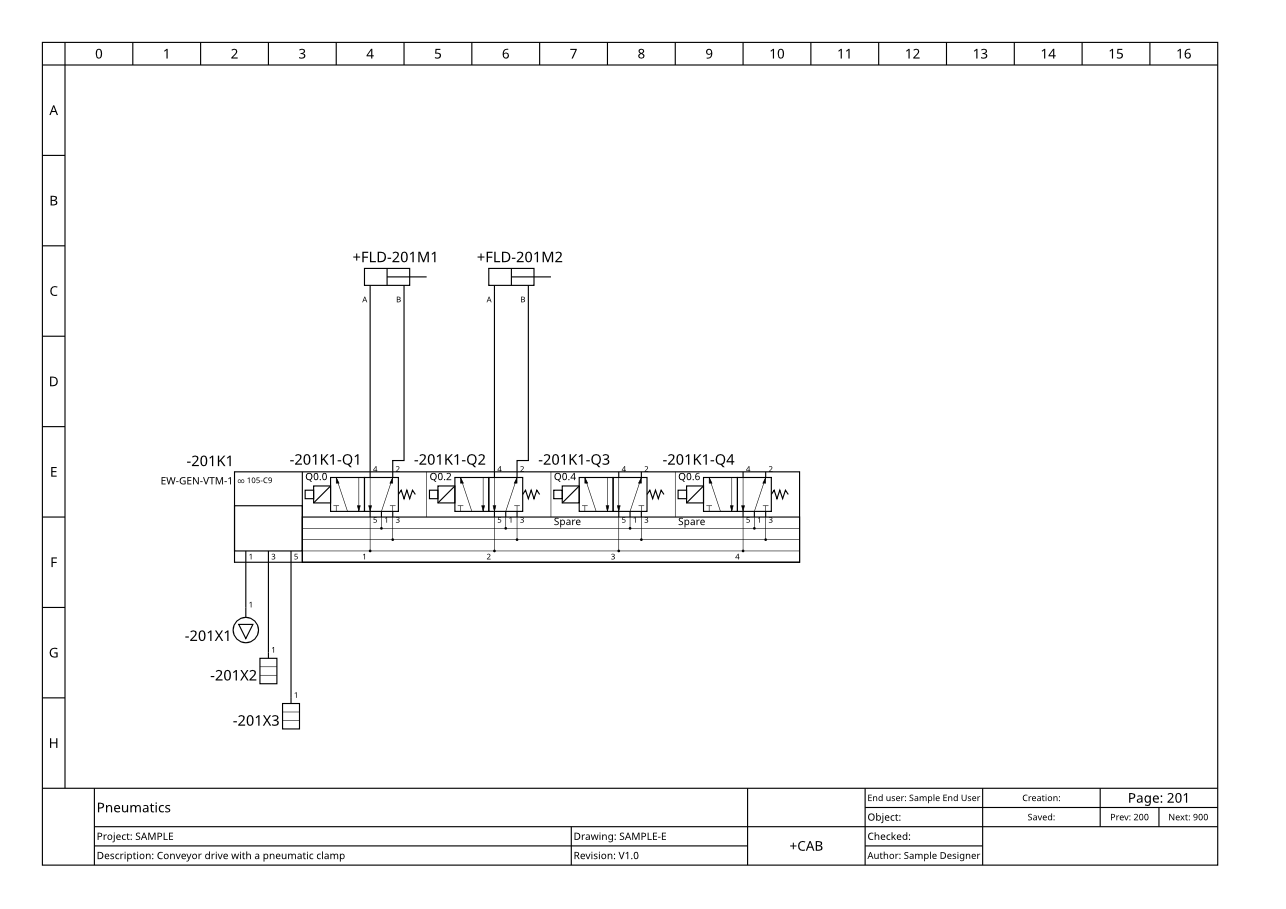 0 1 2 3 4 5 6 7 8 9 10 11 12 13 14 15 16
A
B
+FLD-201M1 +FLD-201M2
C
A B A B
D
-201K1 -201K1-Q1 -201K1-Q2 -201K1-Q3 -201K1-Q4
4 2 4 2 4 2 4 2
E
EW-GEN-VTM-1 ∞ 105-C9 Q0.0 Q0.2 Q0.4 Q0.6
5 1 3 5 1 3 Spare 5 1 3 Spare 5 1 3
1 3 5 1 2 3 4
F
1
-201X1
1
G
-201X2
1
-201X3
H
Pneumatics
Project: SAMPLE
Description: Conveyor drive with a pneumatic clamp
Drawing: SAMPLE-E
Revision: V1.0
+CAB
End user: Sample End User
Object:
Checked:
Author: Sample Designer
Creation:
Saved:
Page: 201
Prev: 200 Next: 900